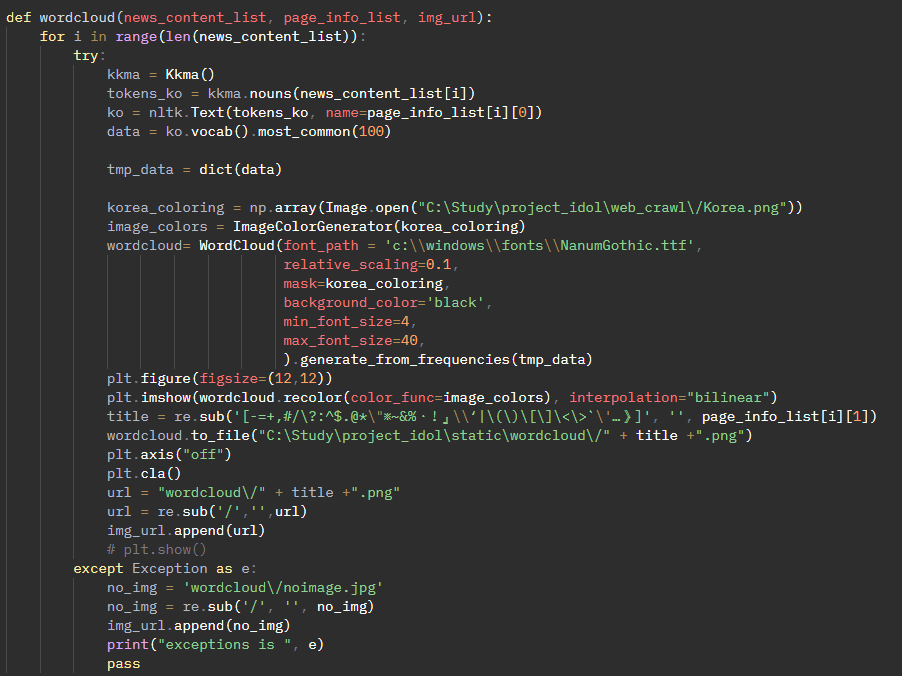 def wordcloud(news_content_list, page_info_list, img_url):
for i in range(len(news_content_list)):
try:
kkma = Kkma()
tokens_ko = kkma.nouns(news_content_list[i])
ko = nltk.Text(tokens_ko, name=page_info_list[i][0])
data = ko.vocab().most_common(100)
tmp_data = dict(data)
korea_coloring = np.array(Image.open("C:\Study\project_idol\web_crawl\/Korea.png"))
image_colors = ImageColorGenerator(korea_coloring)
wordcloud= WordCloud(font_path = 'c:\\windows\\fonts\\NanumGothic.ttf',
relative_scaling=0.1,
mask=korea_coloring,
background_color='black',
min_font_size=4,
max_font_size=40,
).generate_from_frequencies(tmp_data)
plt.figure(figsize=(12,12))
plt.imshow(wordcloud.recolor(color_func=image_colors), interpolation="bilinear")
title = re.sub('[-=+,#/\?:^$.@*\"※~&%ㆍ!』\\‘|\(\)\[\]\<\>`\'…》]', '', page_info_list[i][1])
wordcloud.to_file("C:\Study\project_idol\static\wordcloud\/" + title +".png")
plt.axis("off")
plt.cla()
url = "wordcloud\/" + title +".png"
url = re.sub('/','',url)
img_url.append(url)
# plt.show()
except Exception as e:
no_img = 'wordcloud\/noimage.jpg'
no_img = re.sub('/', '', no_img)
img_url.append(no_img)
print("exceptions is ", e)
pass